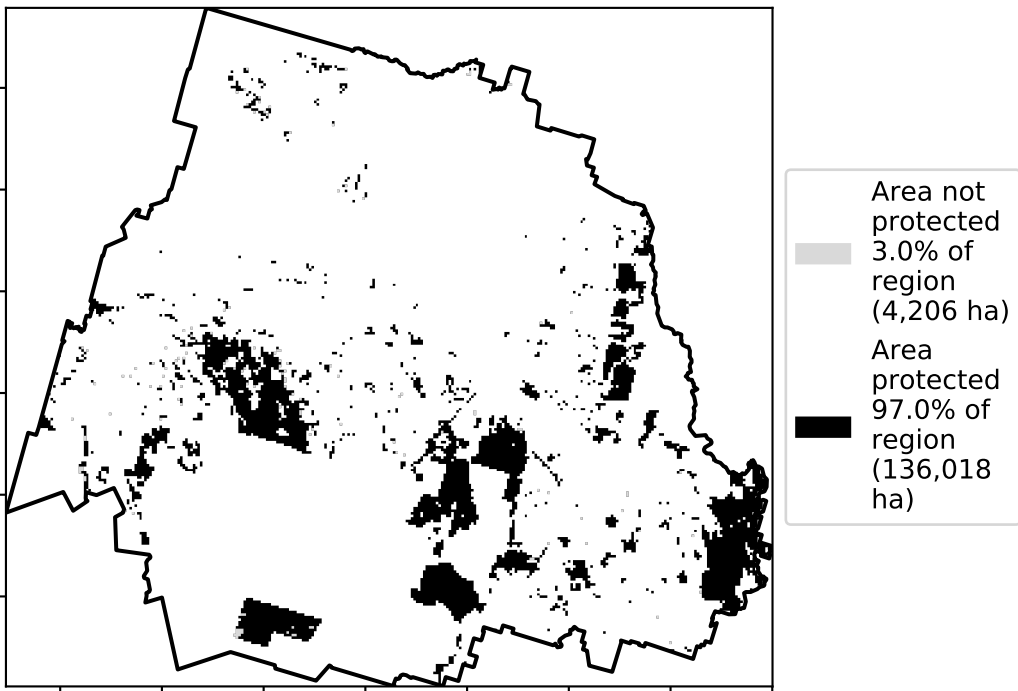 Area not
protected
3.0% of
region
(4,206 ha)
Area
protected
97.0% of
region
(136,018
ha)